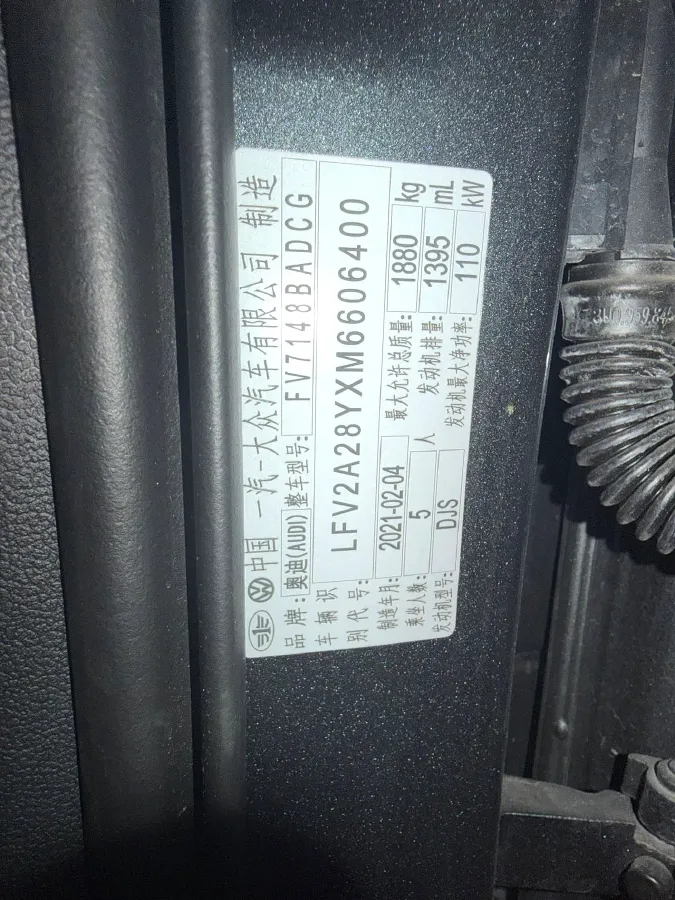 中国 一汽-大众汽车有限公司 制造
品牌: 奥迪(AUDI) 整车型号: FV7148BADCG
车辆识别代号: LFV2A28YXM6606400
制造年月: 2021-02-04 最大允许总质量: 1880 kg
乘坐人数: 5 人 发动机排量: 1395 mL
发动机型号: DJS 发动机最大净功率: 110 kW